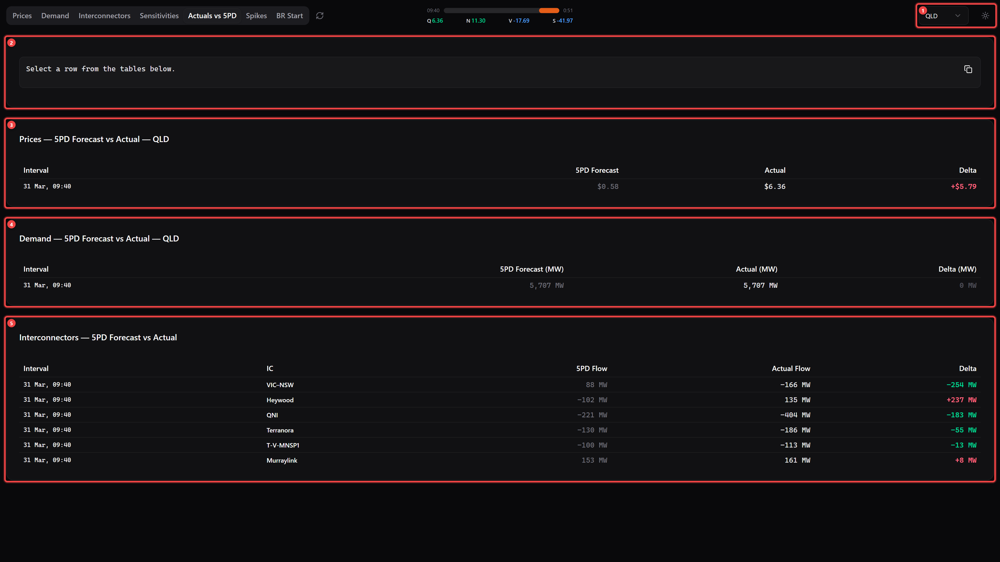 Prices Demand Interconnectors Sensitivities Actuals vs 5PD Spikes BR Start
09:40 0:51
Q 6.36 N 11.30 V -17.69 S -41.97
1
QLD
2
Select a row from the tables below.
3
Prices — 5PD Forecast vs Actual — QLD
Interval 5PD Forecast Actual Delta
31 Mar, 09:40 $0.58 $6.36 +$5.79
4
Demand — 5PD Forecast vs Actual — QLD
Interval 5PD Forecast (MW) Actual (MW) Delta (MW)
31 Mar, 09:40 5,707 MW 5,707 MW 0 MW
5
Interconnectors — 5PD Forecast vs Actual
Interval IC 5PD Flow Actual Flow Delta
31 Mar, 09:40 VIC–NSW 88 MW −166 MW −254 MW
31 Mar, 09:40 Heywood −102 MW 135 MW +237 MW
31 Mar, 09:40 QNI −221 MW −404 MW −183 MW
31 Mar, 09:40 Terranora −130 MW −186 MW −55 MW
31 Mar, 09:40 T-V-MNSP1 −100 MW −113 MW −13 MW
31 Mar, 09:40 Murraylink 153 MW 161 MW +8 MW